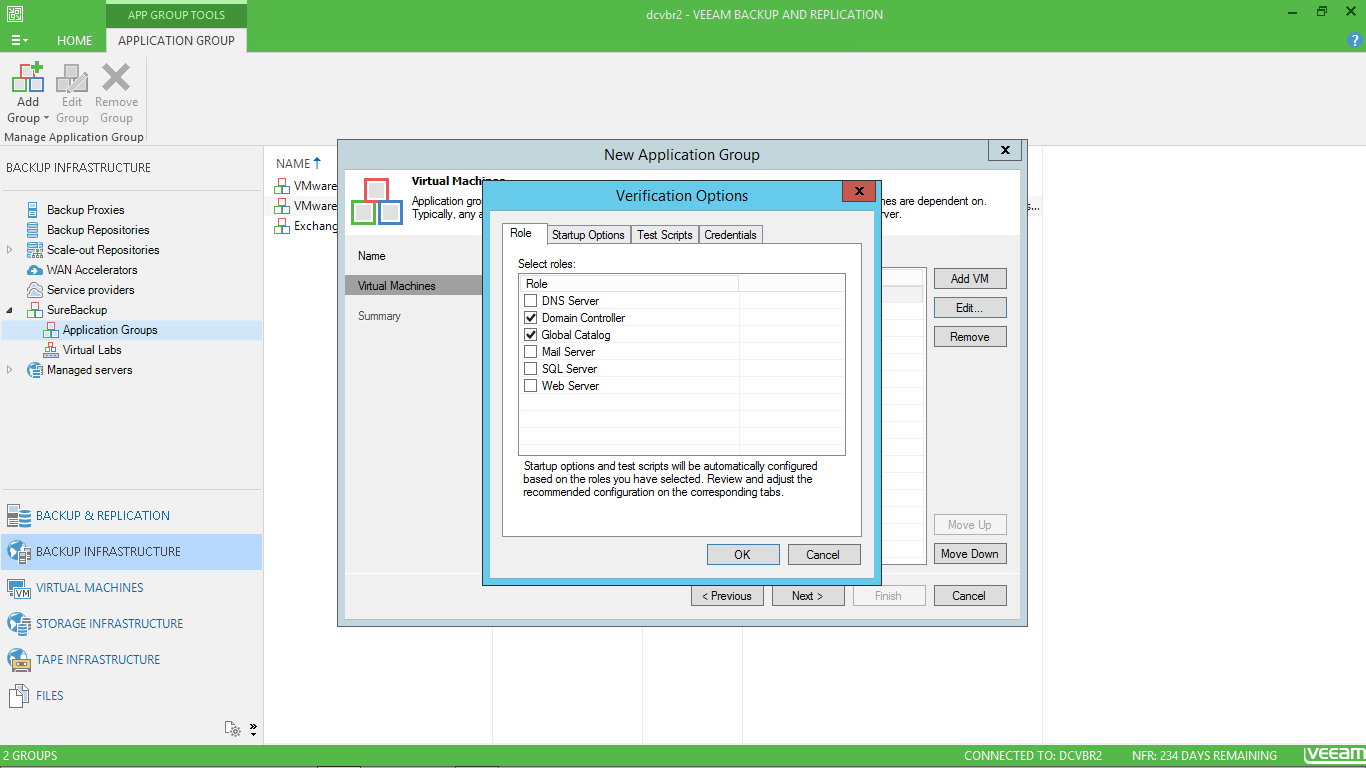 APP GROUP TOOLS
dcvbr2 - VEEAM BACKUP AND REPLICATION
HOME
APPLICATION GROUP
?
Add Group
Edit Group
Remove Group
Manage Application Group
BACKUP INFRASTRUCTURE
Backup Proxies
Backup Repositories
Scale-out Repositories
WAN Accelerators
Service providers
SureBackup
Application Groups
Virtual Labs
Managed servers
BACKUP & REPLICATION
BACKUP INFRASTRUCTURE
VIRTUAL MACHINES
STORAGE INFRASTRUCTURE
TAPE INFRASTRUCTURE
FILES
NAME
VMware
VMware
Exchang
s...
New Application Group
x
Virtual Machines
Application gro
nes are dependent on.
Typically, any a
rver.
Name
Virtual Machines
Summary
Add VM
Edit...
Remove
Move Up
Move Down
< Previous
Next >
Finish
Cancel
Verification Options
x
Role
Startup Options
Test Scripts
Credentials
Select roles:
Role
DNS Server
Domain Controller
Global Catalog
Mail Server
SQL Server
Web Server
Startup options and test scripts will be automatically configured
based on the roles you have selected. Review and adjust the
recommended configuration on the corresponding tabs.
OK
Cancel
2 GROUPS
CONNECTED TO: DCVBR2
NFR: 234 DAYS REMAINING
veeam